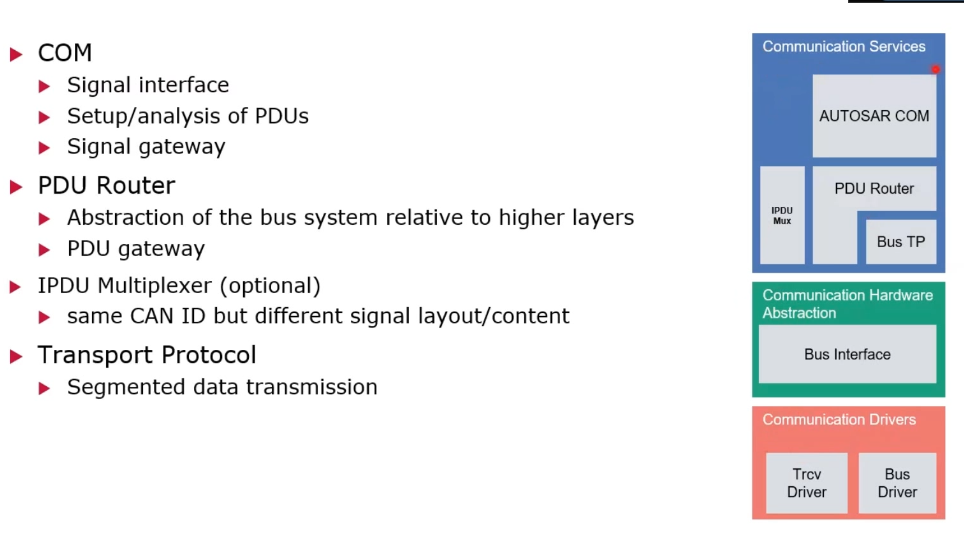 COM
Signal interface
Setup/analysis of PDUs
Signal gateway
PDU Router
Abstraction of the bus system relative to higher layers
PDU gateway
IPDU Multiplexer (optional)
same CAN ID but different signal layout/content
Transport Protocol
Segmented data transmission
Communication Services
AUTOSAR COM
IPDU
Mux
PDU Router
Bus TP
Communication Hardware
Abstraction
Bus Interface
Communication Drivers
Trcv
Driver
Bus
Driver